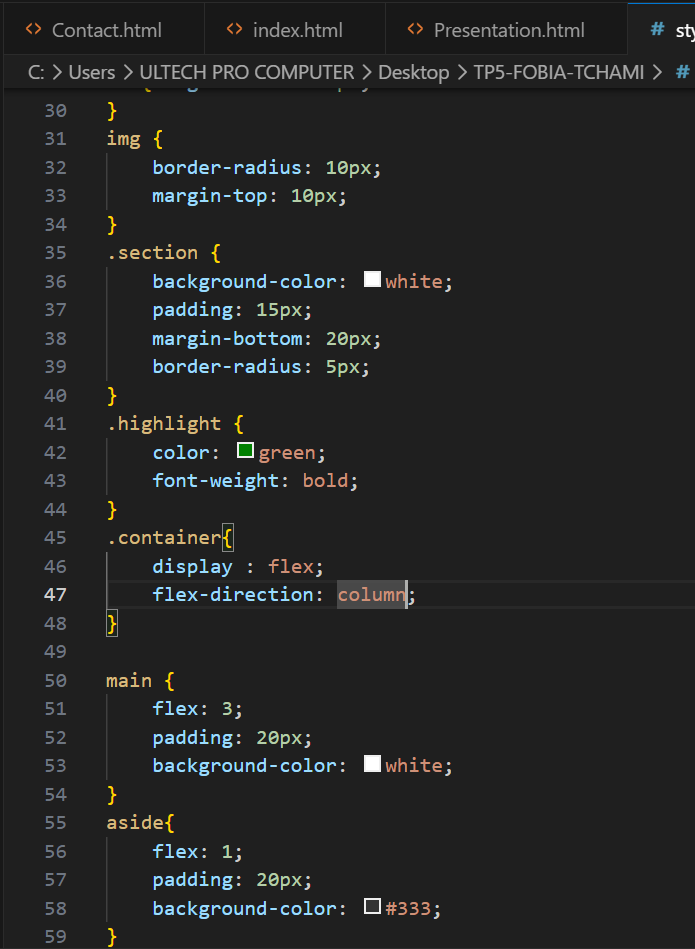 Contact.html index.html Presentation.html sty
C: > Users > ULTECH PRO COMPUTER > Desktop > TP5-FOBIA-TCHAMI > #
30 }
31 img {
32 border-radius: 10px;
33 margin-top: 10px;
34 }
35 .section {
36 background-color: white;
37 padding: 15px;
38 margin-bottom: 20px;
39 border-radius: 5px;
40 }
41 .highlight {
42 color: green;
43 font-weight: bold;
44 }
45 .container{
46 display : flex;
47 flex-direction: column;
48 }
49
50 main {
51 flex: 3;
52 padding: 20px;
53 background-color: white;
54 }
55 aside{
56 flex: 1;
57 padding: 20px;
58 background-color: #333;
59 }